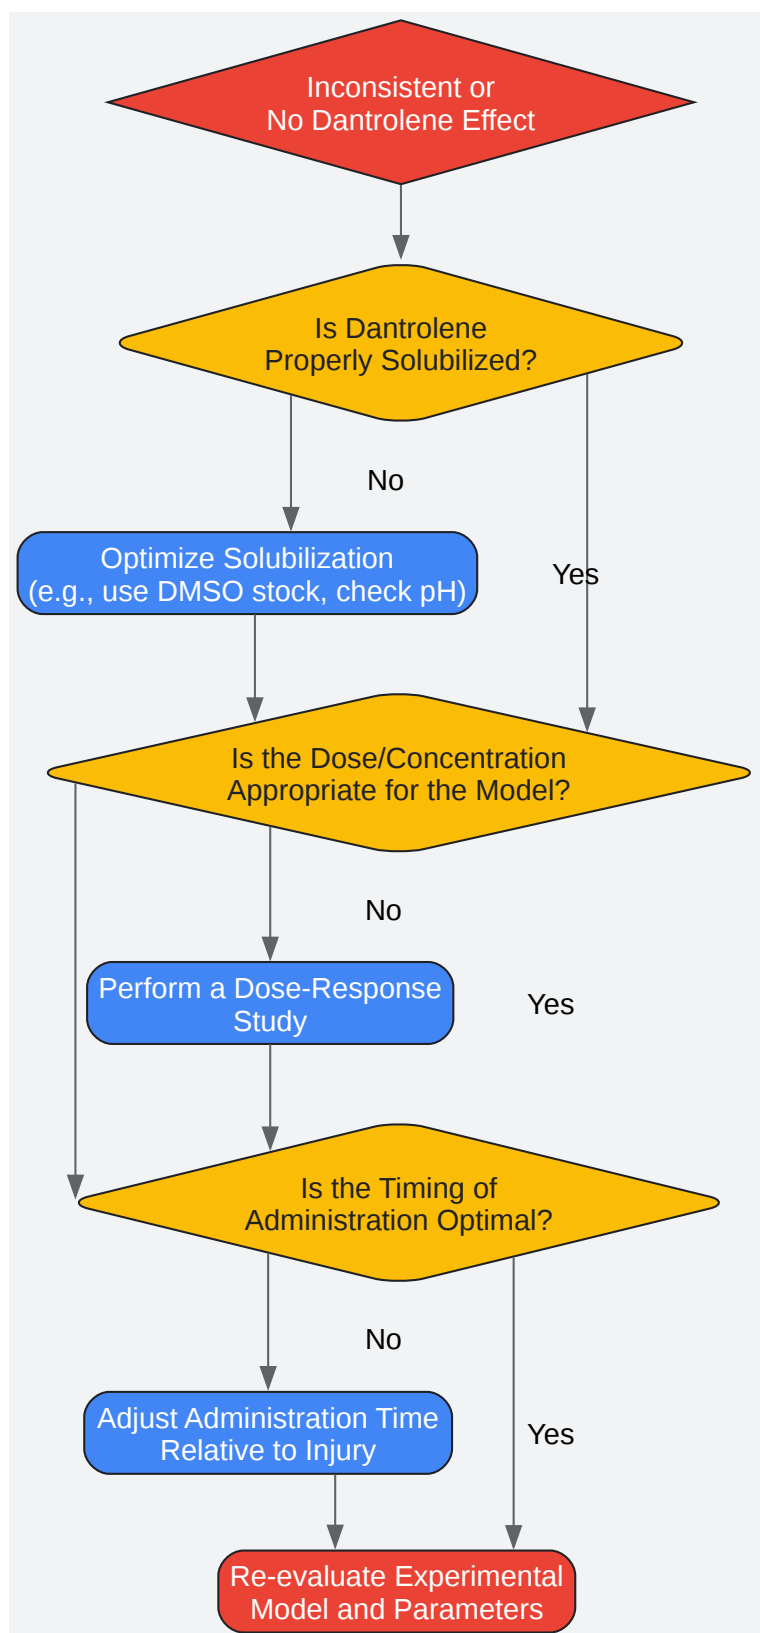 Inconsistent or
No Dantrolene Effect
Is Dantrolene
Properly Solubilized?
No
Optimize Solubilization
(e.g., use DMSO stock, check pH)
Yes
Is the Dose/Concentration
Appropriate for the Model?
No
Perform a Dose-Response
Study
Yes
Is the Timing of
Administration Optimal?
No
Adjust Administration Time
Relative to Injury
Yes
Re-evaluate Experimental
Model and Parameters